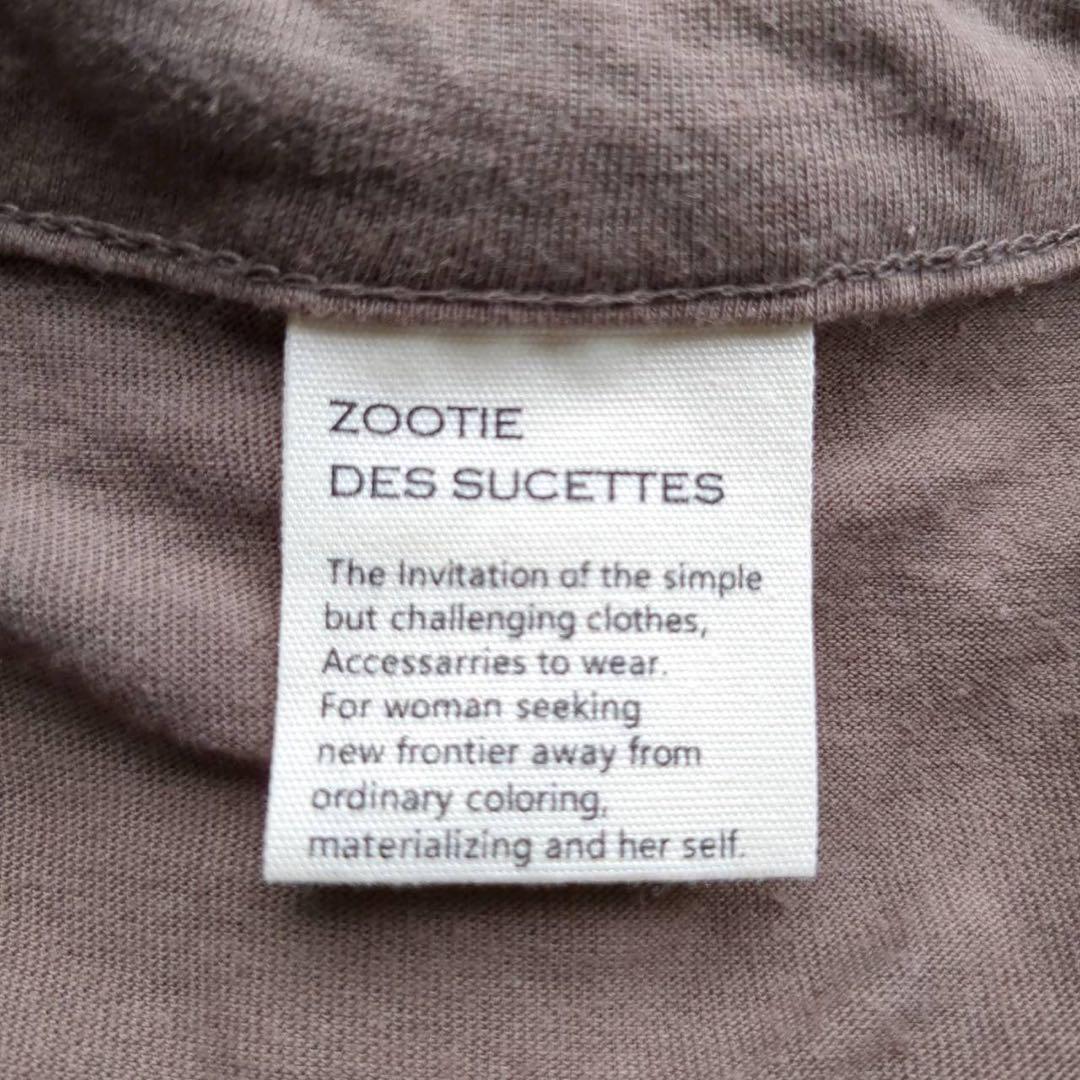 ZOOTIE
DES SUCETTES
The Invitation of the simple
but challenging clothes,
Accessarries to wear.
For woman seeking
new frontier away from
ordinary coloring,
materializing and her self.